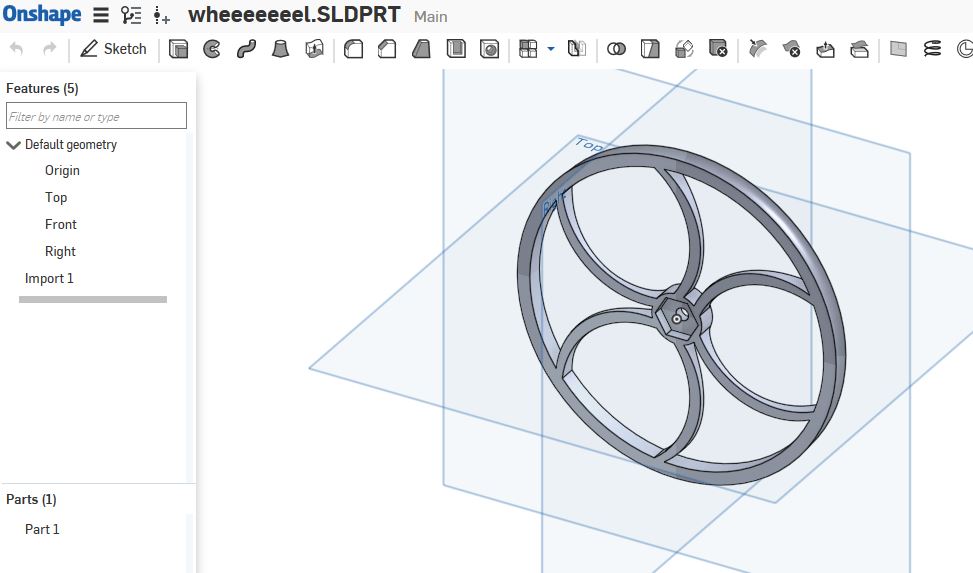 Onshape wheeeeeeel.SLDPRT Main
Sketch
Features (5)
Filter by name or type
Default geometry
Origin
Top
Front
Right
Import 1
Parts (1)
Part 1
Top